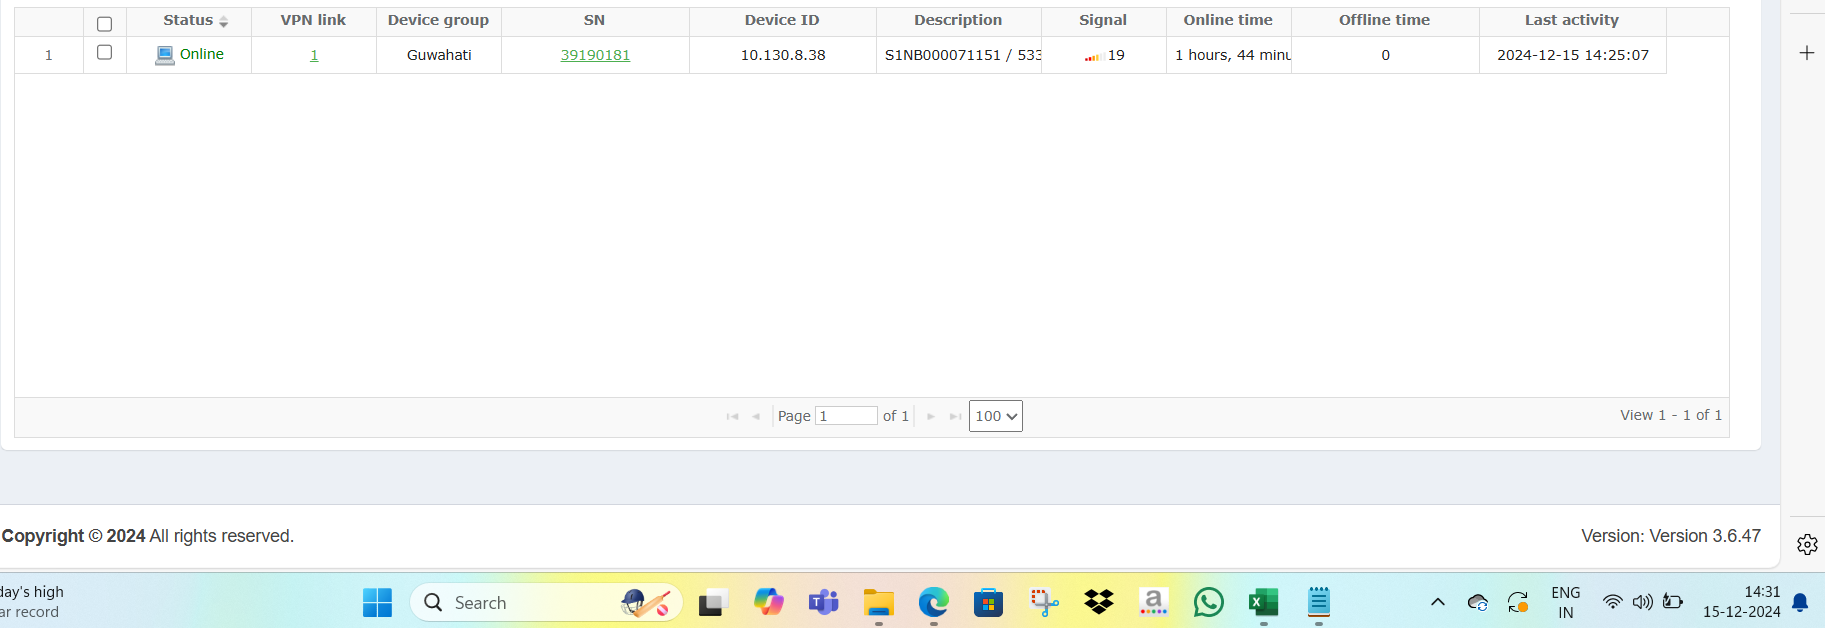 Status VPN link Device group SN Device ID Description Signal Online time Offline time Last activity
1 Online 1 Guwahati 39190181 10.130.8.38 S1NB000071151 / 533 19 1 hours, 44 minu 0 2024-12-15 14:25:07
Page 1 of 1 100 View 1 - 1 of 1
Copyright © 2024 All rights reserved. Version: Version 3.6.47
day's high
ar record
Search
ENG
IN
14:31
15-12-2024